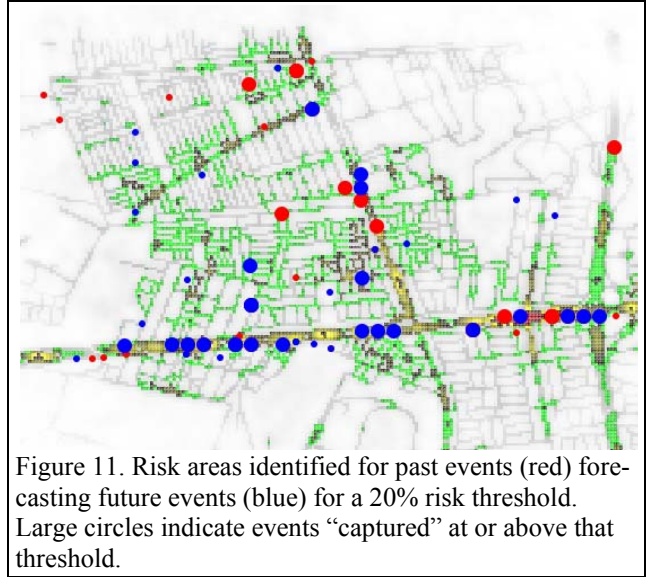 Figure 11. Risk areas identified for past events (red) fore-
casting future events (blue) for a 20% risk threshold.
Large circles indicate events “captured” at or above that
threshold.